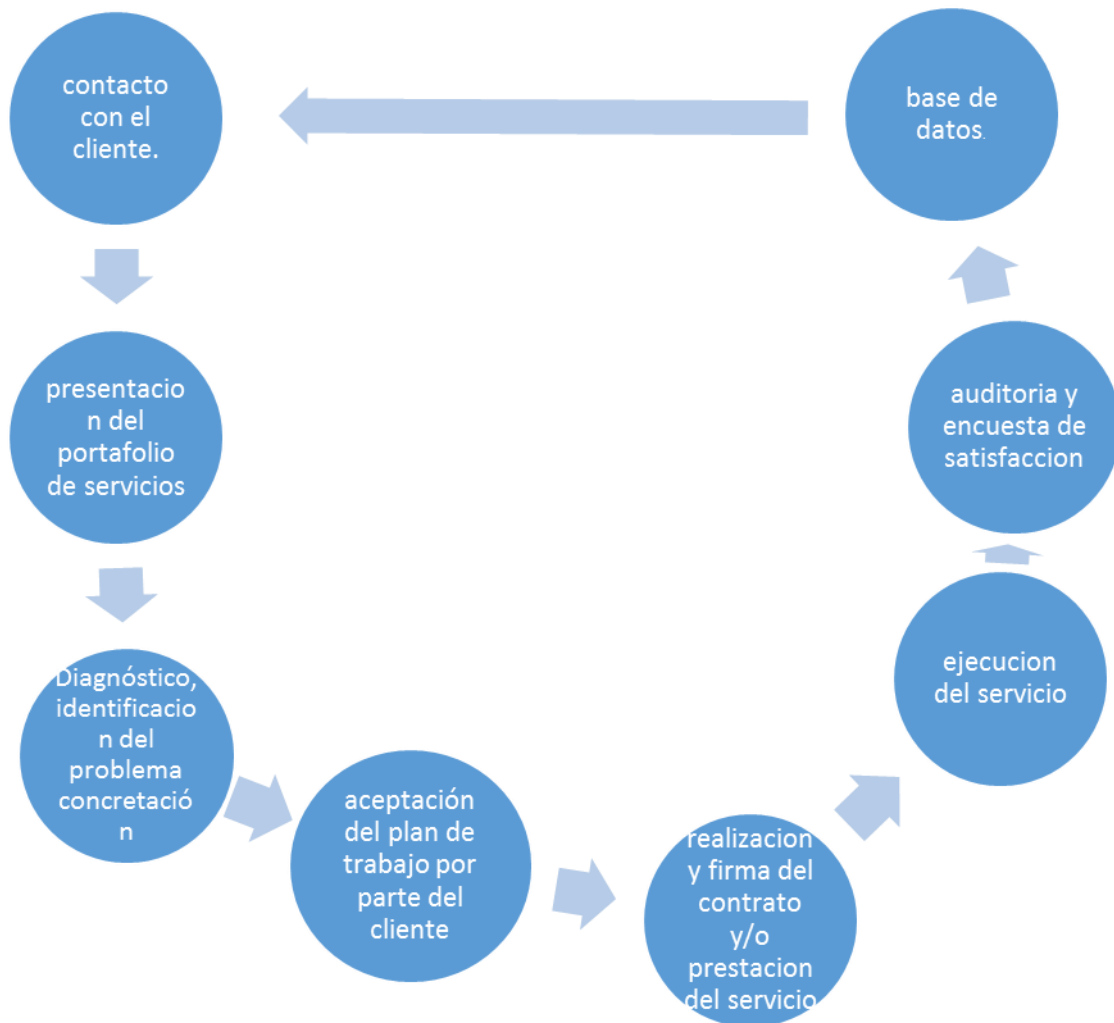 contacto
con el
cliente.
presentacio
n del
portafolio
de servicios
Diagnóstico,
identificacio
n del
problema
concretació
n
aceptación
del plan de
trabajo por
parte del
cliente
realizacion
y firma del
contrato
y/o
prestacion
del servicio
ejecucion
del servicio
auditoria y
encuesta de
satisfaccion
base de
datos.